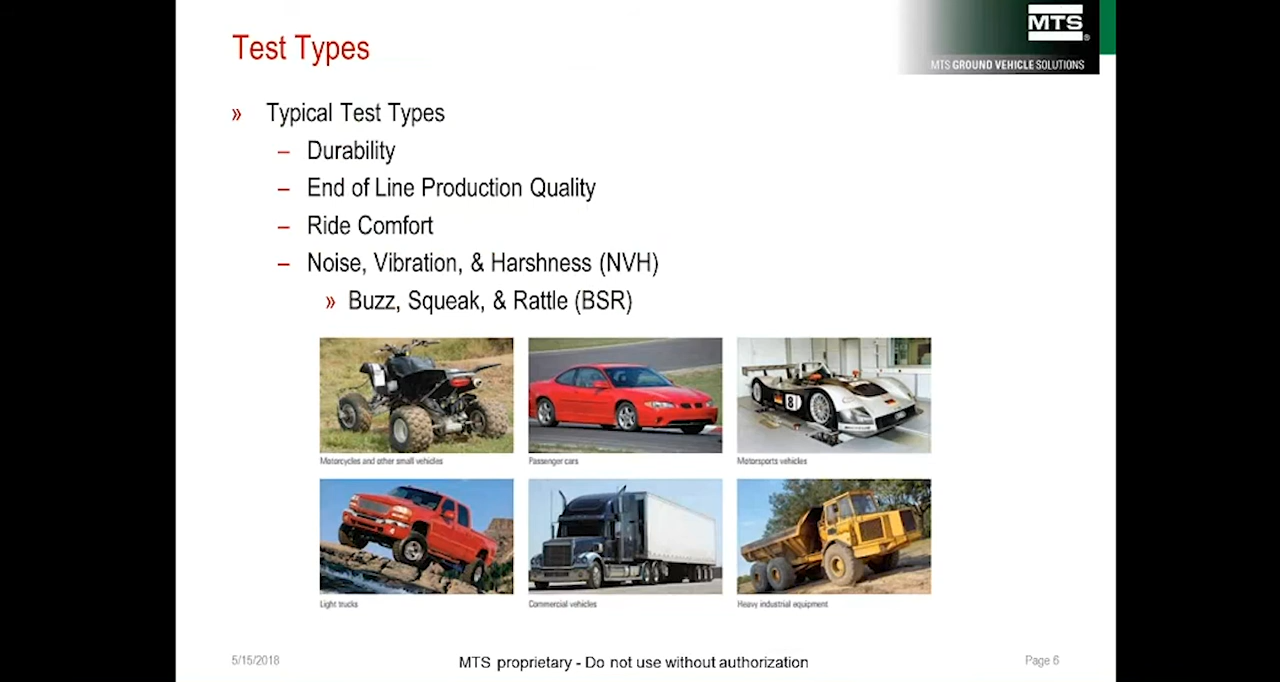 MTS
MTS GROUND VEHICLE SOLUTIONS
Test Types
» Typical Test Types
– Durability
– End of Line Production Quality
– Ride Comfort
– Noise, Vibration, & Harshness (NVH)
» Buzz, Squeak, & Rattle (BSR)
8
Motorcycles and other small vehicles
Passenger cars
Motorsports vehicles
Light trucks
Commercial vehicles
Heavy industrial equipment
5/15/2018
MTS proprietary - Do not use without authorization
Page 6